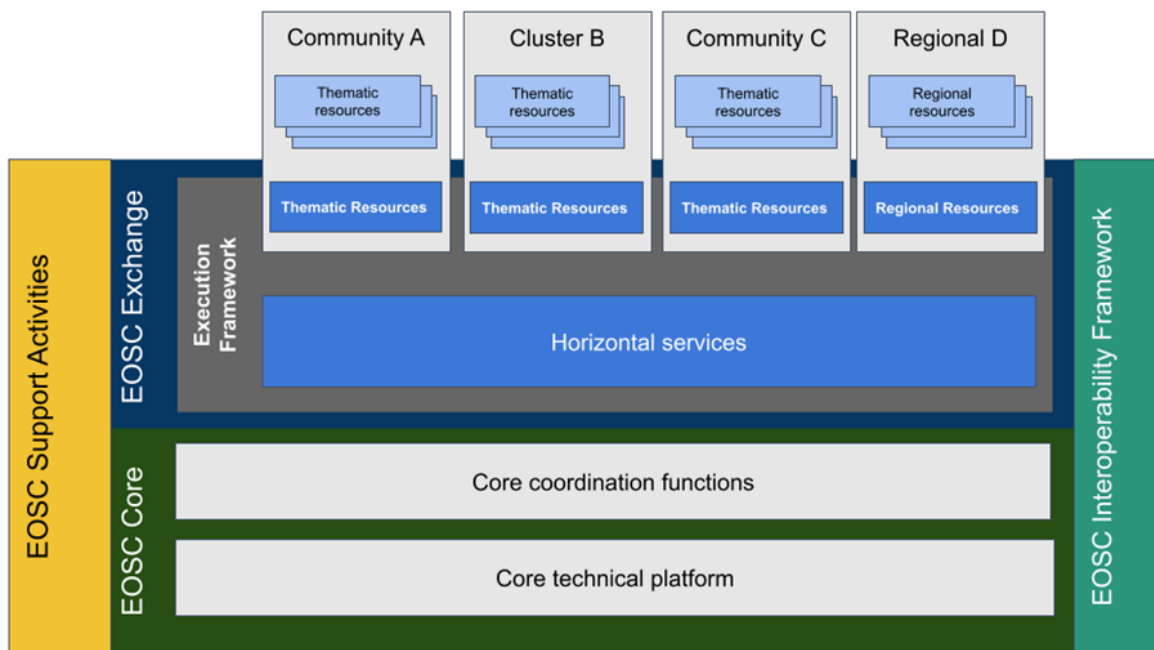 Community A
Cluster B
Community C
Regional D
Thematic
resources
Thematic
resources
Thematic
resources
Regional
resources
Thematic Resources
Thematic Resources
Thematic Resources
Regional Resources
EOSC Support Activities
EOSC Exchange
Execution
Framework
Horizontal services
EOSC Interoperability Framework
EOSC Core
Core coordination functions
Core technical platform